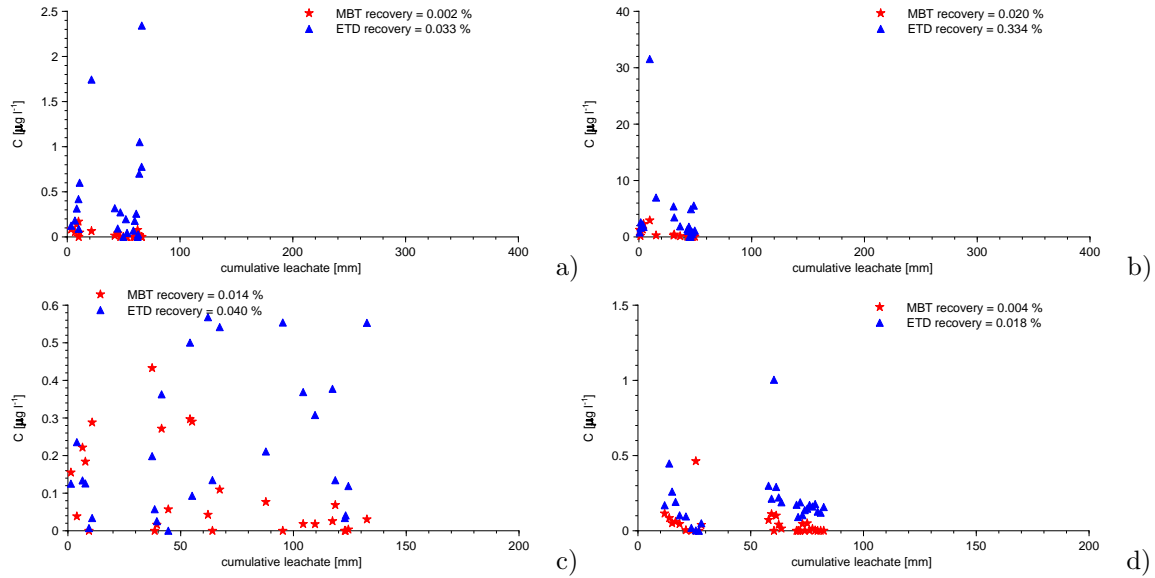 MBT recovery = 0.002 %
ETD recovery = 0.033 %
2.5
2
1.5
1
0.5
0
C [µg l⁻¹]
0 100 200 300 400
cumulative leachate [mm]
a)
MBT recovery = 0.020 %
ETD recovery = 0.334 %
40
30
20
10
0
C [µg l⁻¹]
0 100 200 300 400
cumulative leachate [mm]
b)
MBT recovery = 0.014 %
ETD recovery = 0.040 %
0.6
0.5
0.4
0.3
0.2
0.1
0
C [µg l⁻¹]
0 50 100 150 200
cumulative leachate [mm]
c)
MBT recovery = 0.004 %
ETD recovery = 0.018 %
1.5
1
0.5
0
C [µg l⁻¹]
0 50 100 150 200
cumulative leachate [mm]
d)